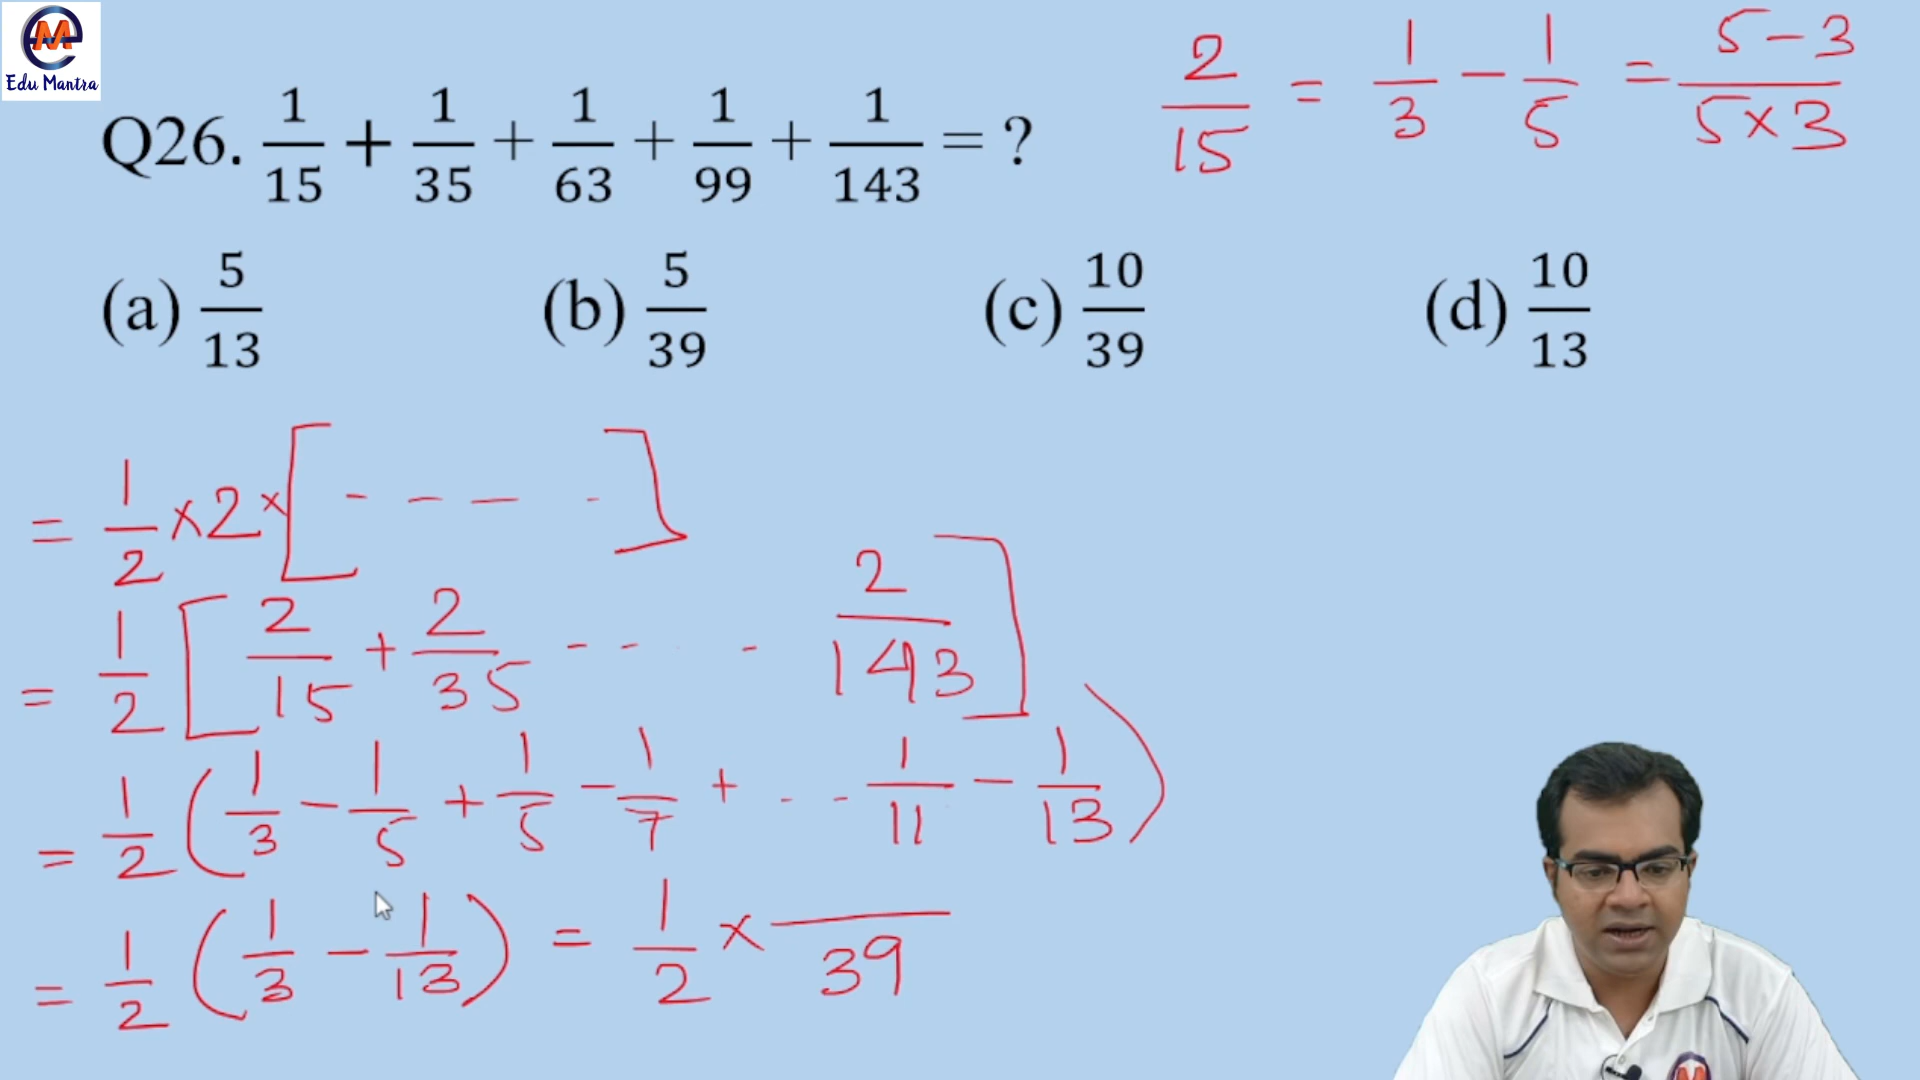 Edu Mantra
Q26. 1/15 + 1/35 + 1/63 + 1/99 + 1/143 = ?
2/15 = 1/3 - 1/5 = 5-3/5×3
(a) 5/13 (b) 5/39 (c) 10/39 (d) 10/13
= 1/2 × 2 × [ - - - - ]
= 1/2 [ 2/15 + 2/35 - - - - 2/143 ]
= 1/2 ( 1/3 - 1/5 + 1/5 - 1/7 + - - 1/11 - 1/13 )
= 1/2 ( 1/3 - 1/13 ) = 1/2 × /39